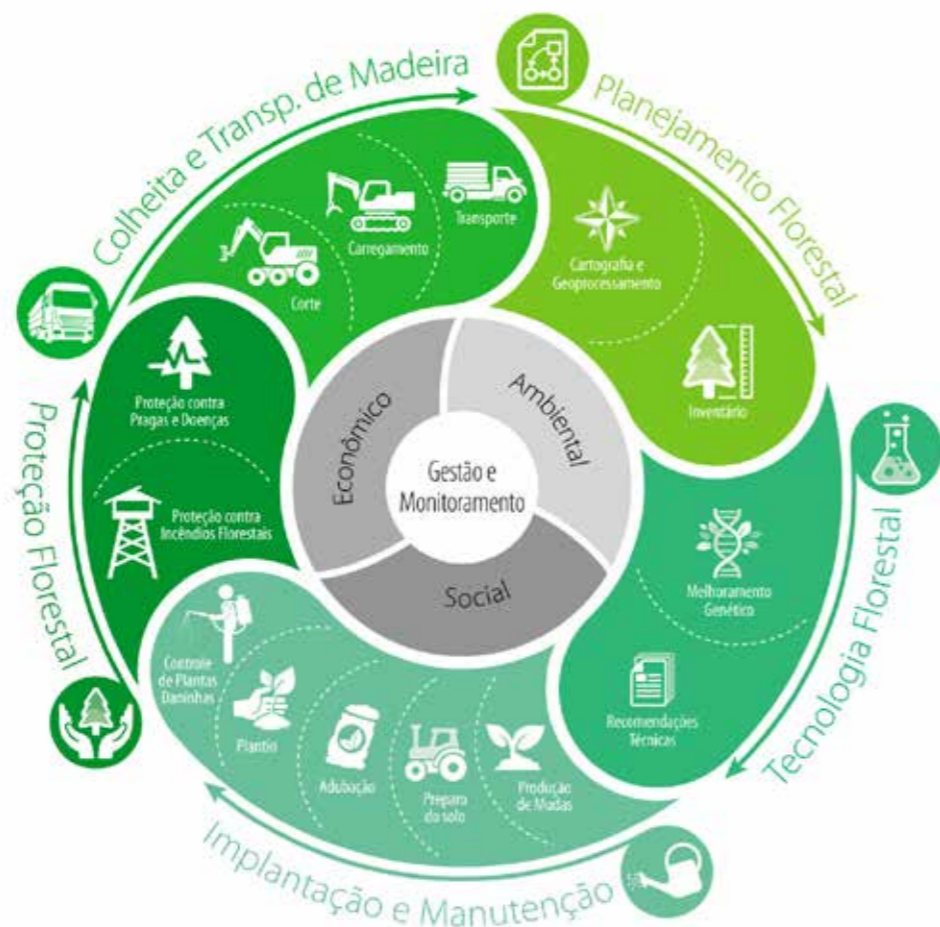 Colheita e Transp. de Madeira
Corte
Carregamento
Transporte
Planejamento Florestal
Cartografia e
Geoprocessamento
Inventário
Tecnologia Florestal
Melhoramento
Genético
Recomendações
Técnicas
Implantação e Manutenção
Produção
de Mudas
Preparo
do solo
Adubação
Plantio
Controle
de Plantas
Daninhas
Proteção Florestal
Proteção contra
Incêndios Florestais
Proteção contra
Pragas e Doenças
Econômico
Ambiental
Social
Gestão e
Monitoramento